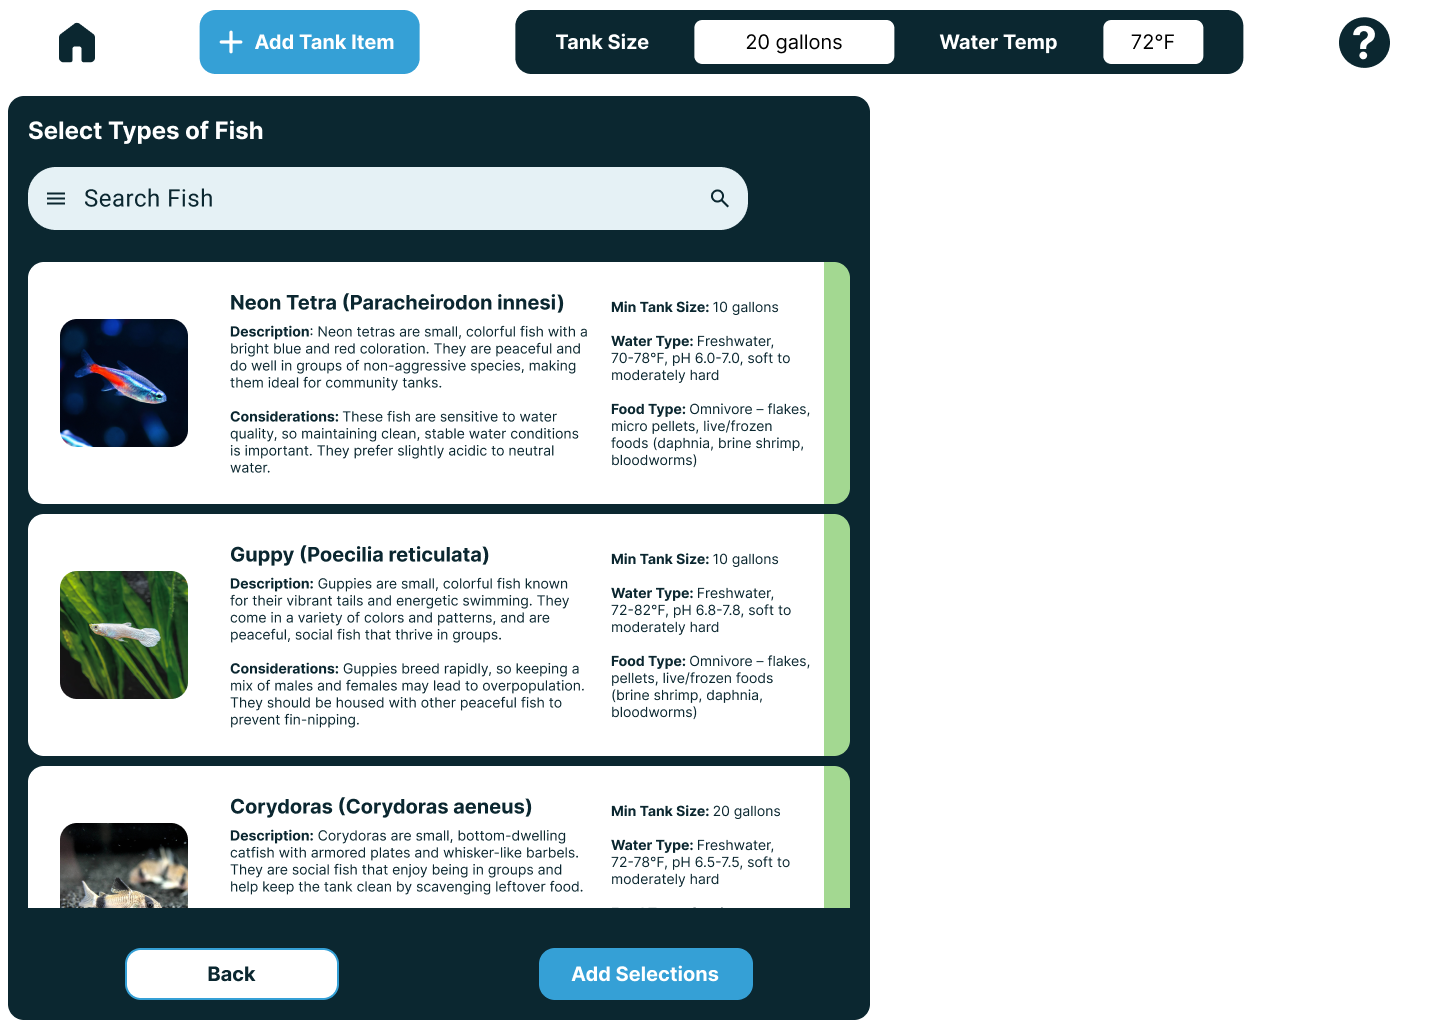 Add Tank Item
Tank Size
20 gallons
Water Temp
72°F
?
Select Types of Fish
Search Fish
Neon Tetra (Paracheirodon innesi)
Description: Neon tetras are small, colorful fish with a
bright blue and red coloration. They are peaceful and
do well in groups of non-aggressive species, making
them ideal for community tanks.
Considerations: These fish are sensitive to water
quality, so maintaining clean, stable water conditions
is important. They prefer slightly acidic to neutral
water.
Min Tank Size: 10 gallons
Water Type: Freshwater,
70-78°F, pH 6.0-7.0, soft to
moderately hard
Food Type: Omnivore – flakes,
micro pellets, live/frozen
foods (daphnia, brine shrimp,
bloodworms)
Guppy (Poecilia reticulata)
Description: Guppies are small, colorful fish known
for their vibrant tails and energetic swimming. They
come in a variety of colors and patterns, and are
peaceful, social fish that thrive in groups.
Considerations: Guppies breed rapidly, so keeping a
mix of males and females may lead to overpopulation.
They should be housed with other peaceful fish to
prevent fin-nipping.
Min Tank Size: 10 gallons
Water Type: Freshwater,
72-82°F, pH 6.8-7.8, soft to
moderately hard
Food Type: Omnivore – flakes,
pellets, live/frozen foods
(brine shrimp, daphnia,
bloodworms)
Corydoras (Corydoras aeneus)
Description: Corydoras are small, bottom-dwelling
catfish with armored plates and whisker-like barbels.
They are social fish that enjoy being in groups and
help keep the tank clean by scavenging leftover food.
Min Tank Size: 20 gallons
Water Type: Freshwater,
72-78°F, pH 6.5-7.5, soft to
moderately hard
Back
Add Selections